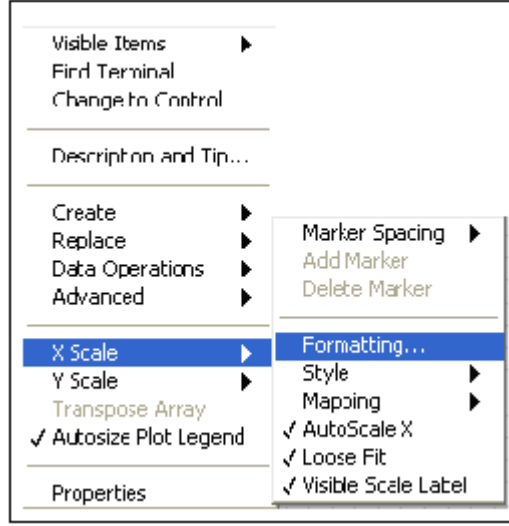 Visible Items
Find Terminal
Change to Control
Description and Tip...
Create
Replace
Data Operations
Advanced
X Scale
Y Scale
Transpose Array
Autosize Plot Legend
Properties
Marker Spacing
Add Marker
Delete Marker
Formatting...
Style
Mapping
AutoScale X
Loose Fit
Visible Scale Label